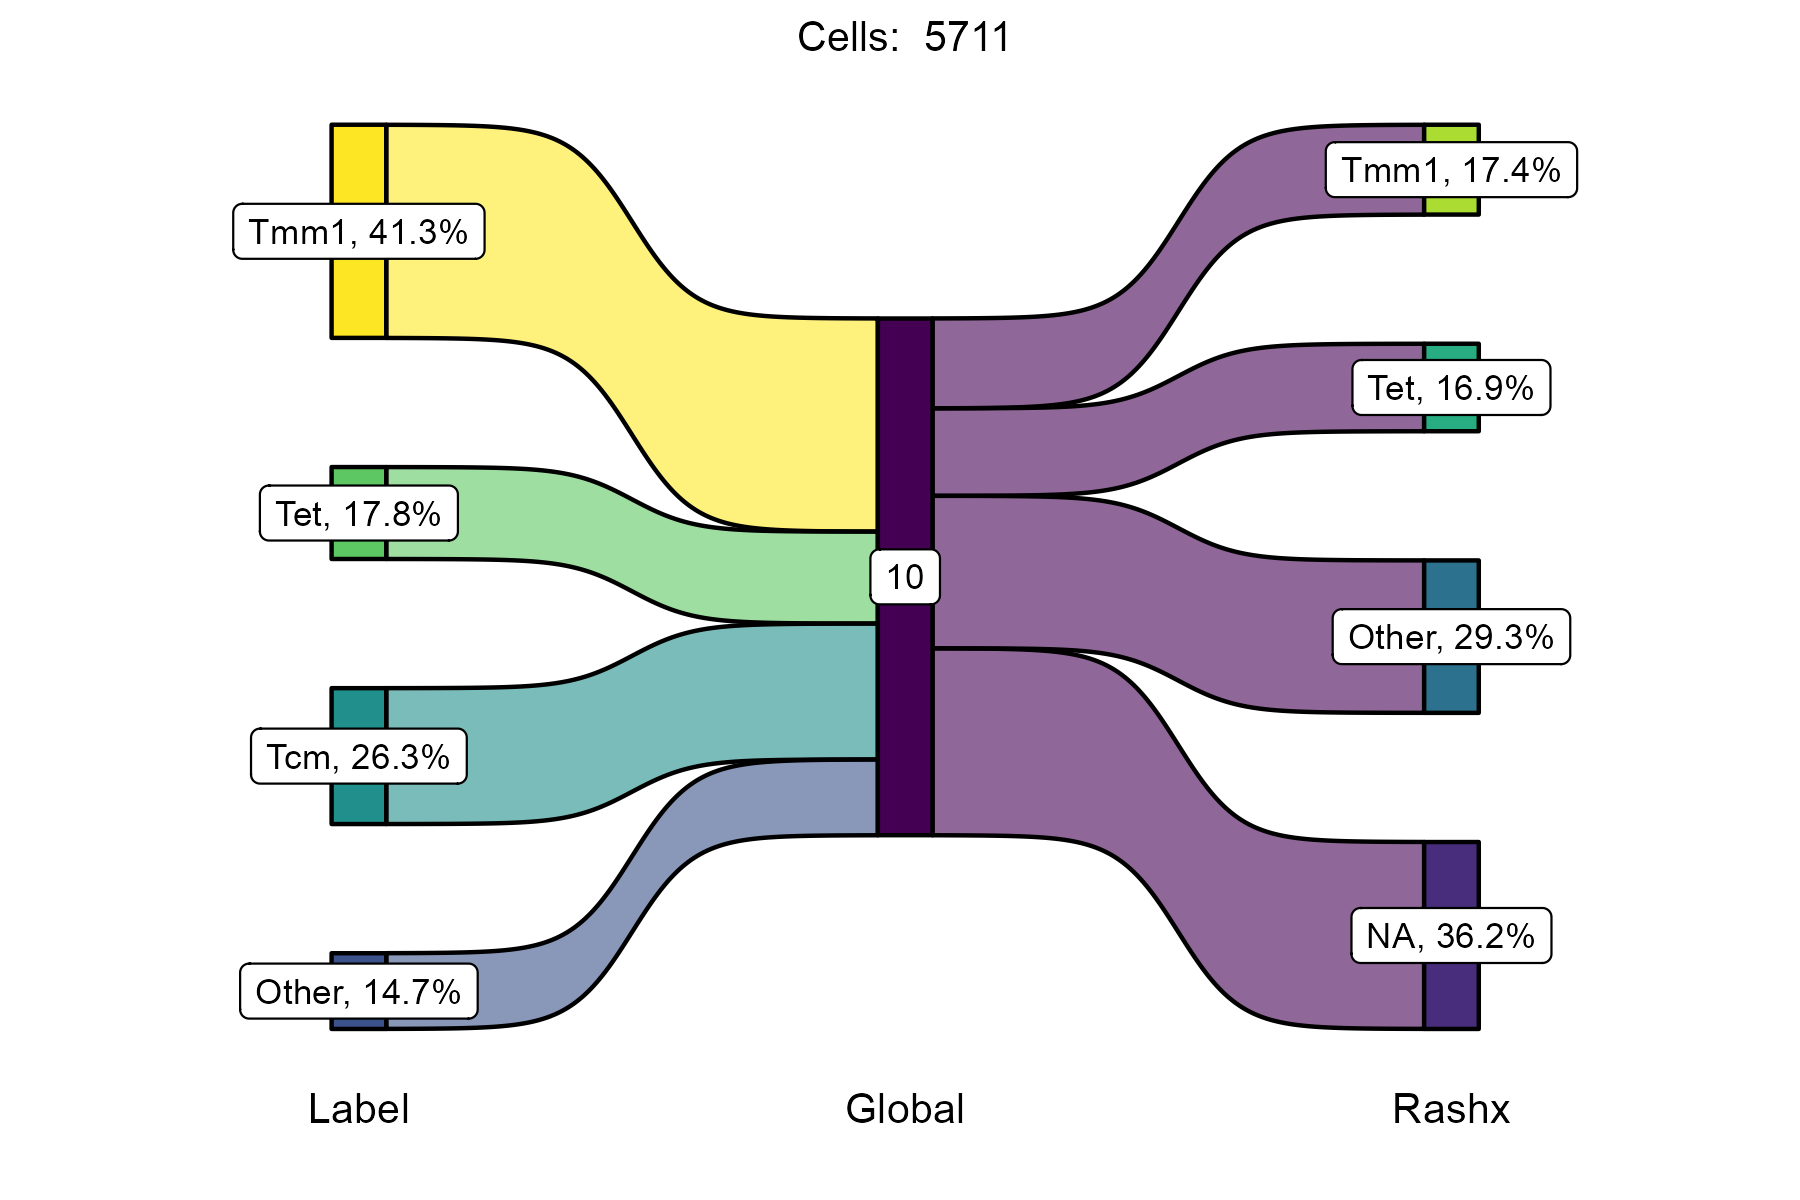 Cells:  5711
Tmm1, 41.3%
Tet, 17.8%
Tcm, 26.3%
Other, 14.7%
10
Tmm1, 17.4%
Tet, 16.9%
Other, 29.3%
NA, 36.2%
Label
Global
Rashx